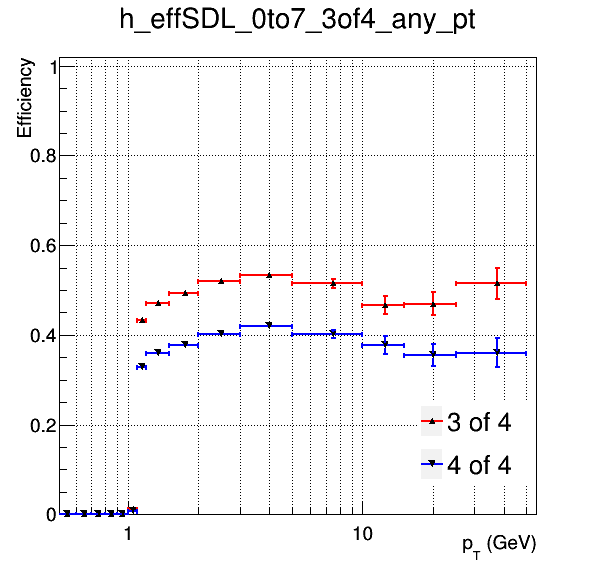 h_effSDL_0to7_3of4_any_pt
Efficiency
1
0.8
0.6
0.4
0.2
0
3 of 4
4 of 4
1
10
p_T (GeV)